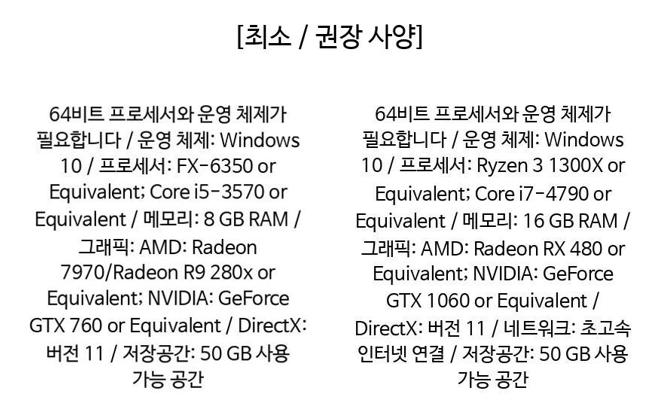 [최소 / 권장 사양]
64비트 프로세서와 운영 체제가
필요합니다 / 운영 체제: Windows
10 / 프로세서: FX-6350 or
Equivalent; Core i5-3570 or
Equivalent / 메모리: 8 GB RAM /
그래픽: AMD: Radeon
7970/Radeon R9 280x or
Equivalent; NVIDIA: GeForce
GTX 760 or Equivalent / DirectX:
버전 11 / 저장공간: 50 GB 사용
가능 공간
64비트 프로세서와 운영 체제가
필요합니다 / 운영 체제: Windows
10 / 프로세서: Ryzen 3 1300X or
Equivalent; Core i7-4790 or
Equivalent / 메모리: 16 GB RAM /
그래픽: AMD: Radeon RX 480 or
Equivalent; NVIDIA: GeForce
GTX 1060 or Equivalent /
DirectX: 버전 11 / 네트워크: 초고속
인터넷 연결 / 저장공간: 50 GB 사용
가능 공간